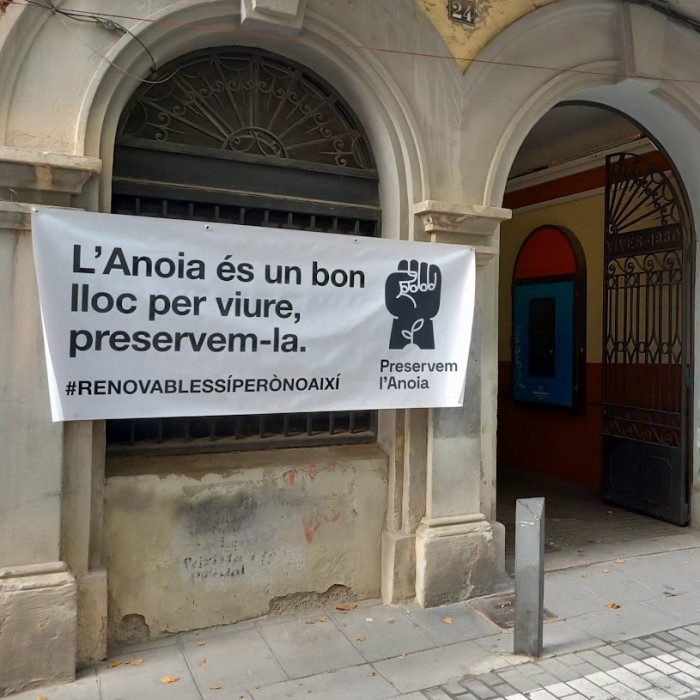 24
L'Anoia és un bon
lloc per viure,
preservem-la.
#RENOVABLESSÍPERÒNOAIXÍ
Preservem
l'Anoia